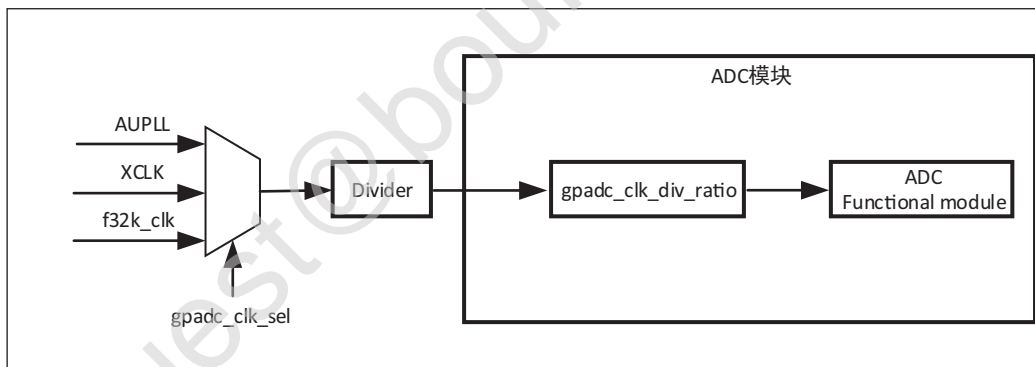 ADC模块
AUPLL
XCLK
f32k_clk
gpadc_clk_sel
Divider
gpadc_clk_div_ratio
ADC
Functional module